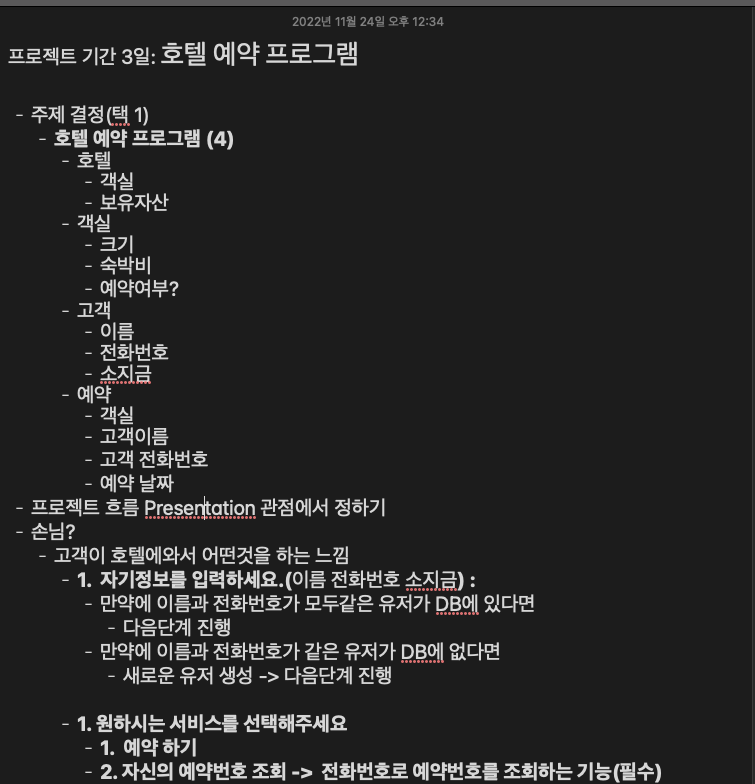 2022년 11월 24일 오후 12:34
프로젝트 기간 3일: 호텔 예약 프로그램
- 주제 결정(택 1)
- 호텔 예약 프로그램 (4)
- 호텔
- 객실
- 보유자산
- 객실
- 크기
- 숙박비
- 예약여부?
- 고객
- 이름
- 전화번호
- 소지금
- 예약
- 객실
- 고객이름
- 고객 전화번호
- 예약 날짜
- 프로젝트 흐름 Presentation 관점에서 정하기
- 손님?
- 고객이 호텔에와서 어떤것을 하는 느낌
- 1. 자기정보를 입력하세요.(이름 전화번호 소지금) :
- 만약에 이름과 전화번호가 모두같은 유저가 DB에 있다면
- 다음단계 진행
- 만약에 이름과 전화번호가 같은 유저가 DB에 없다면
- 새로운 유저 생성 -> 다음단계 진행
- 1. 원하시는 서비스를 선택해주세요
- 1. 예약 하기
- 2. 자신의 예약번호 조회 -> 전화번호로 예약번호를 조회하는 기능(필수)